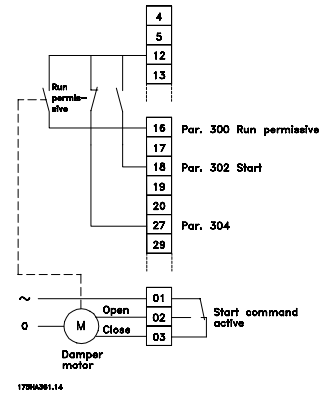 4
5
12
13
Run
permis-
sive
16 Par. 300 Run permissive
17
18 Par. 302 Start
19
20
27 Par. 304
29
~ 01
Open 02 Start command
active
O M
Close 03
Damper
motor
175HA361.14